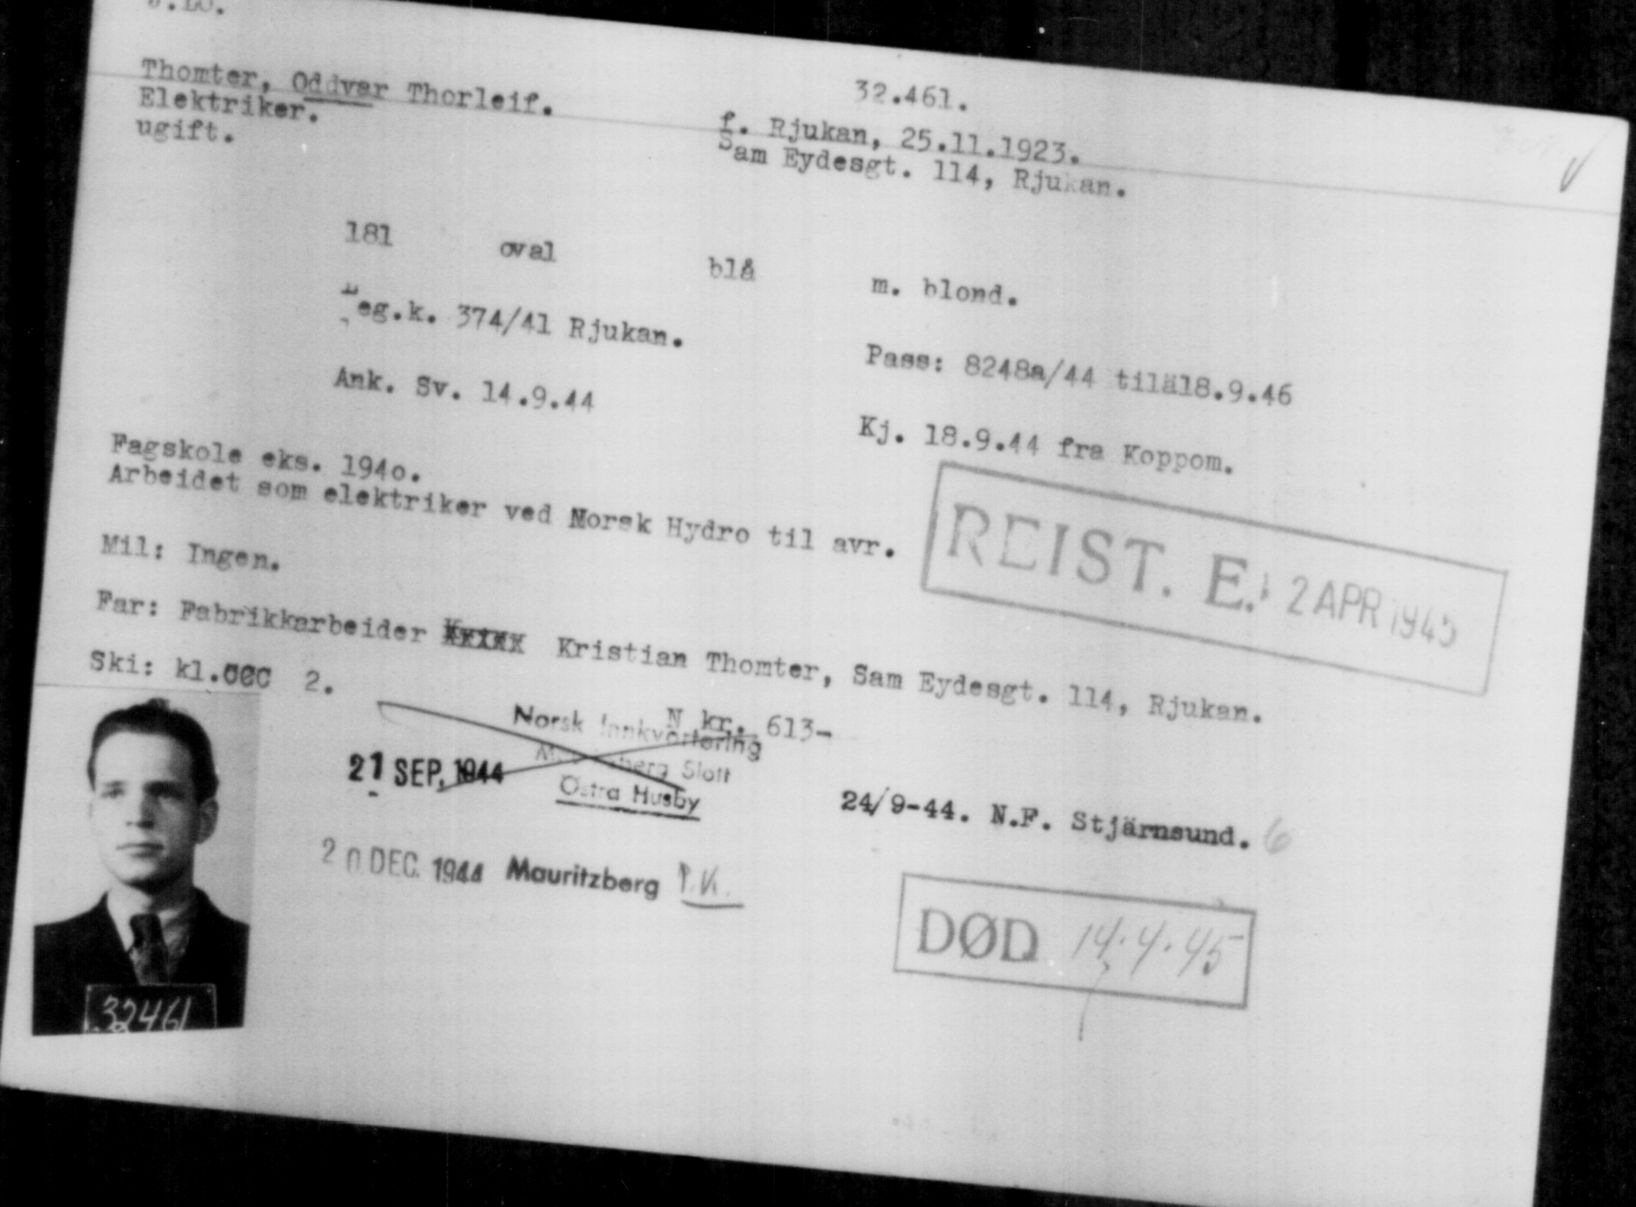 Thomter, Oddvar Thorleif. 32.461.
Elektriker. f. Rjukan, 25.11.1923.
ugift. Sam Eydesgt. 114, Rjukan.
181 oval blå m. blond.
eg.k. 374/41 Rjukan. Pass: 8248a/44 tilä18.9.46
Ank. Sv. 14.9.44 Kj. 18.9.44 fra Koppom.
Fagskole eks. 1940.
Arbeidet som elektriker ved Norsk Hydro til avr.
REIST. E. 2 APR 1945
Mil: Ingen.
Far: Fabrikkarbeider Kristian Thomter, Sam Eydesgt. 114, Rjukan.
Ski: kl. 2.
N kr. 613-
Norsk Innkvartering
21 SEP. 1944 Slott
Östra Husby
24/9-44. N.F. Stjärnsund. 6
20 DEC. 1944 Mauritzberg P.K.
DØD 14.4.45
32461